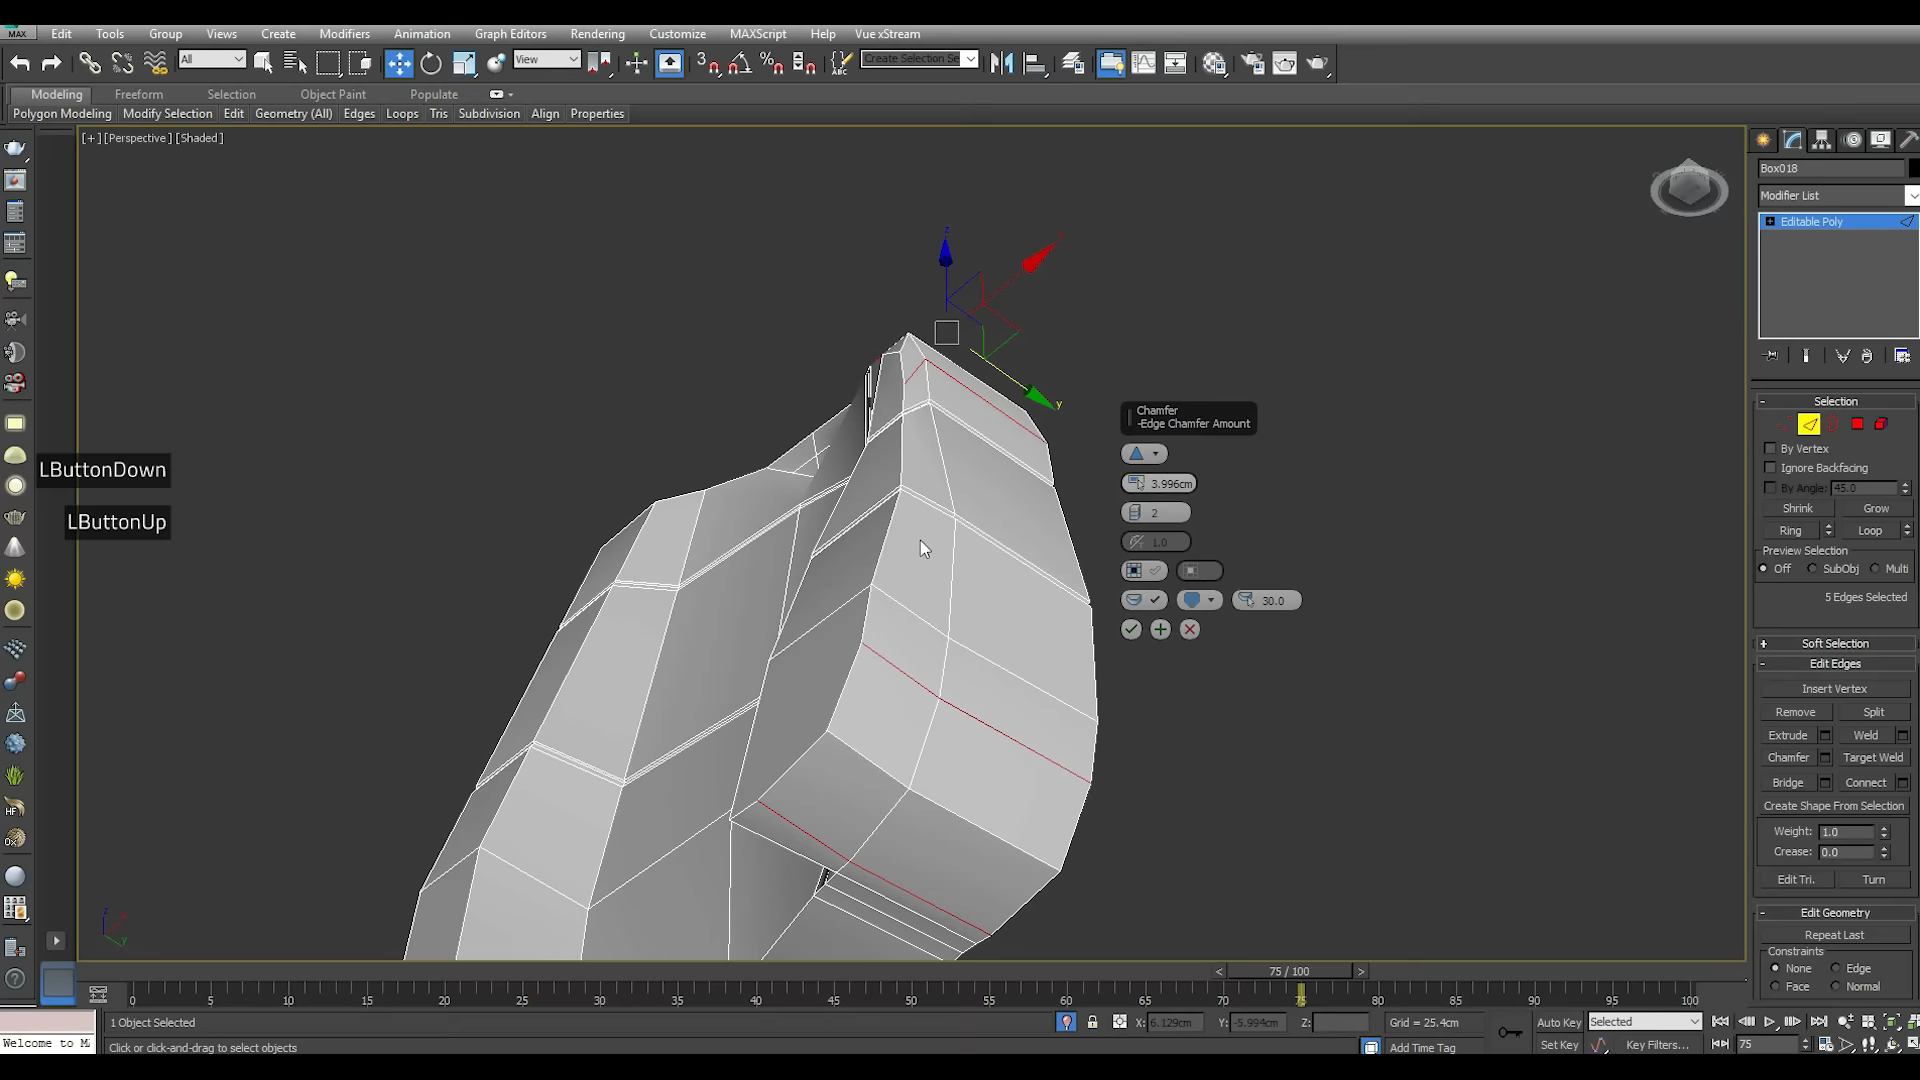 MAX Edit Tools Group Views Create Modifiers Animation Graph Editors Rendering Customize MAXScript Help Vue xStream
All View Create Selection Se
Modeling Freeform Selection Object Paint Populate
Polygon Modeling Modify Selection Edit Geometry (All) Edges Loops Tris Subdivision Align Properties
[+] [Perspective] [Shaded]
Box018
Modifier List
Editable Poly
z
y
Chamfer
-Edge Chamfer Amount
3.996cm
2
1.0
30.0
LButtonDown
LButtonUp
Selection
By Vertex
Ignore Backfacing
By Angle: 45.0
Shrink Grow
Ring Loop
Preview Selection
Off SubObj Multi
5 Edges Selected
Soft Selection
Edit Edges
Insert Vertex
Remove Split
Extrude Weld
Chamfer Target Weld
Bridge Connect
Create Shape From Selection
Weight: 1.0
Crease: 0.0
Edit Tri. Turn
Edit Geometry
Repeat Last
Constraints
None Edge
Face Normal
< 75 / 100 >
0 5 10 15 20 25 30 35 40 45 50 55 60 65 70 75 80 85 90 95 100
1 Object Selected X: 6.129cm Y: -5.994cm Z: Grid = 25.4cm Auto Key Selected
Welcome to Click or click-and-drag to select objects Add Time Tag Set Key Key Filters... 75